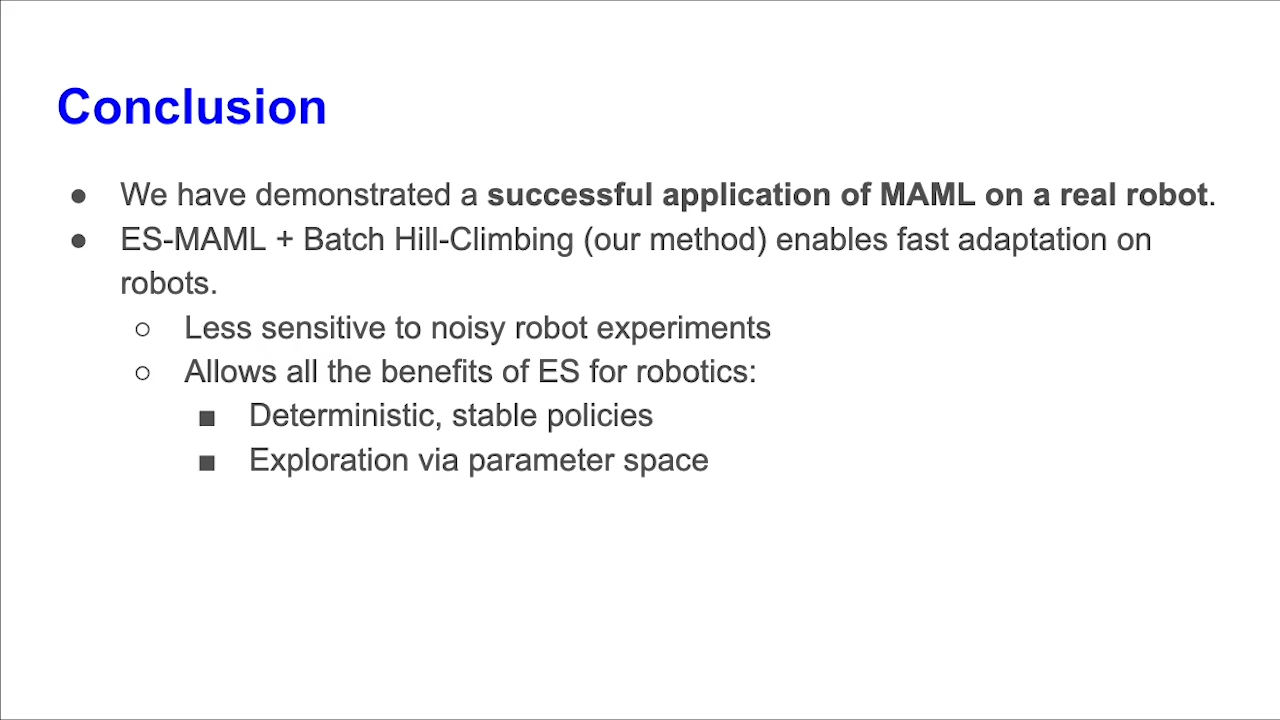 Conclusion
● We have demonstrated a successful application of MAML on a real robot.
● ES-MAML + Batch Hill-Climbing (our method) enables fast adaptation on
robots.
○ Less sensitive to noisy robot experiments
○ Allows all the benefits of ES for robotics:
■ Deterministic, stable policies
■ Exploration via parameter space